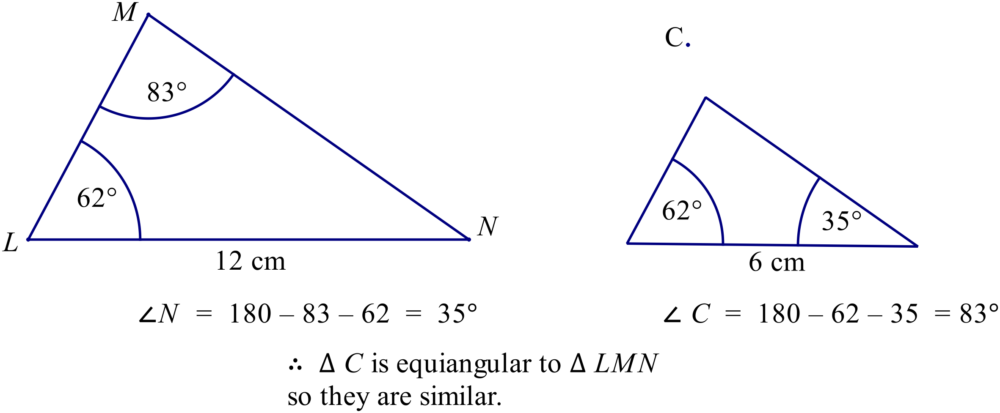 M
C.
83°
62°
62°
35°
L
N
12 cm
6 cm
∠N = 180 – 83 – 62 = 35°
∠ C = 180 – 62 – 35 = 83°
∴ Δ C is equiangular to Δ LMN
so they are similar.